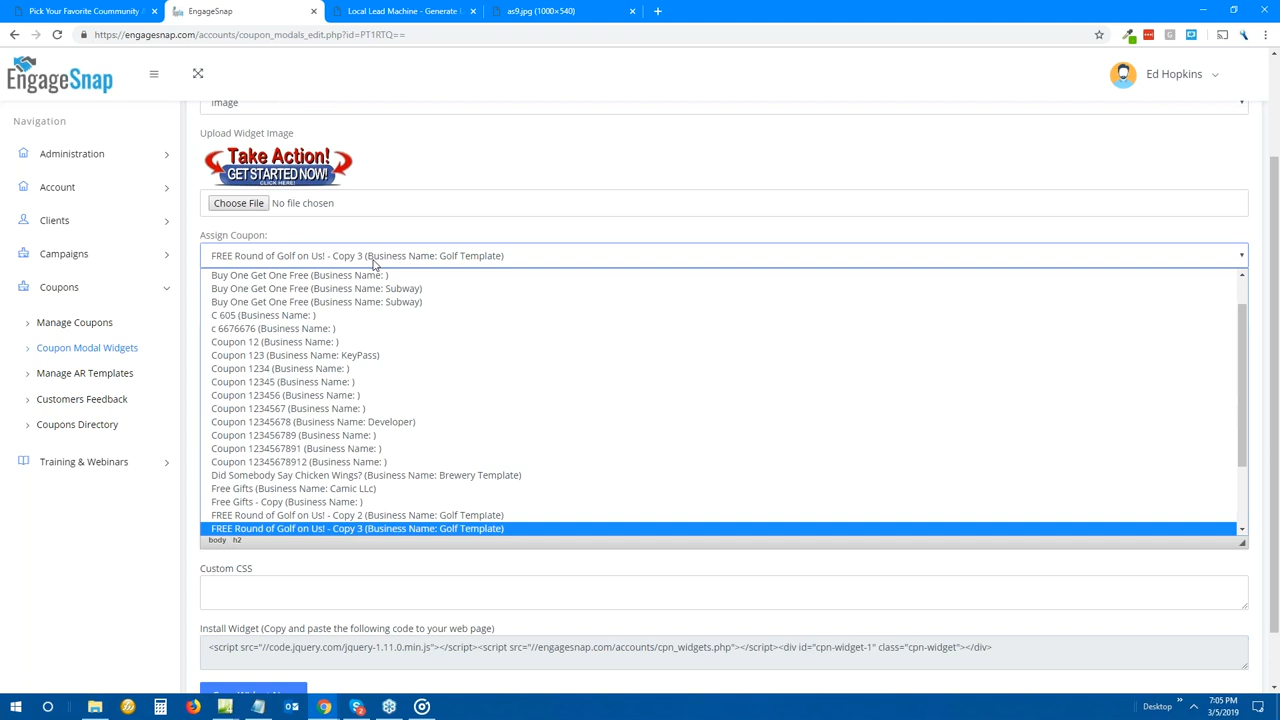 Pick Your Favorite Coummunity A
EngageSnap
Local Lead Machine - Generate L
as9.jpg (1000×540)
https://engagesnap.com/accounts/coupon_modals_edit.php?id=PT1RTQ==
EngageSnap
Ed Hopkins
Navigation
Administration
Account
Clients
Campaigns
Coupons
Manage Coupons
Coupon Modal Widgets
Manage AR Templates
Customers Feedback
Coupons Directory
Training & Webinars
Image
Upload Widget Image
Take Action!
GET STARTED NOW!
CLICK HERE!
Choose File No file chosen
Assign Coupon:
FREE Round of Golf on Us! - Copy 3 (Business Name: Golf Template)
Buy One Get One Free (Business Name: )
Buy One Get One Free (Business Name: Subway)
Buy One Get One Free (Business Name: Subway)
C 605 (Business Name: )
c 6676676 (Business Name: )
Coupon 12 (Business Name: )
Coupon 123 (Business Name: KeyPass)
Coupon 1234 (Business Name: )
Coupon 12345 (Business Name: )
Coupon 123456 (Business Name: )
Coupon 1234567 (Business Name: )
Coupon 12345678 (Business Name: Developer)
Coupon 123456789 (Business Name: )
Coupon 1234567891 (Business Name: )
Coupon 12345678912 (Business Name: )
Did Somebody Say Chicken Wings? (Business Name: Brewery Template)
Free Gifts (Business Name: Camic LLc)
Free Gifts - Copy (Business Name: )
FREE Round of Golf on Us! - Copy 2 (Business Name: Golf Template)
FREE Round of Golf on Us! - Copy 3 (Business Name: Golf Template)
body h2
Custom CSS
Install Widget (Copy and paste the following code to your web page)
<script src="//code.jquery.com/jquery-1.11.0.min.js"></script><script src="//engagesnap.com/accounts/cpn_widgets.php"></script><div id="cpn-widget-1" class="cpn-widget"></div>
Desktop
7:05 PM
3/5/2019